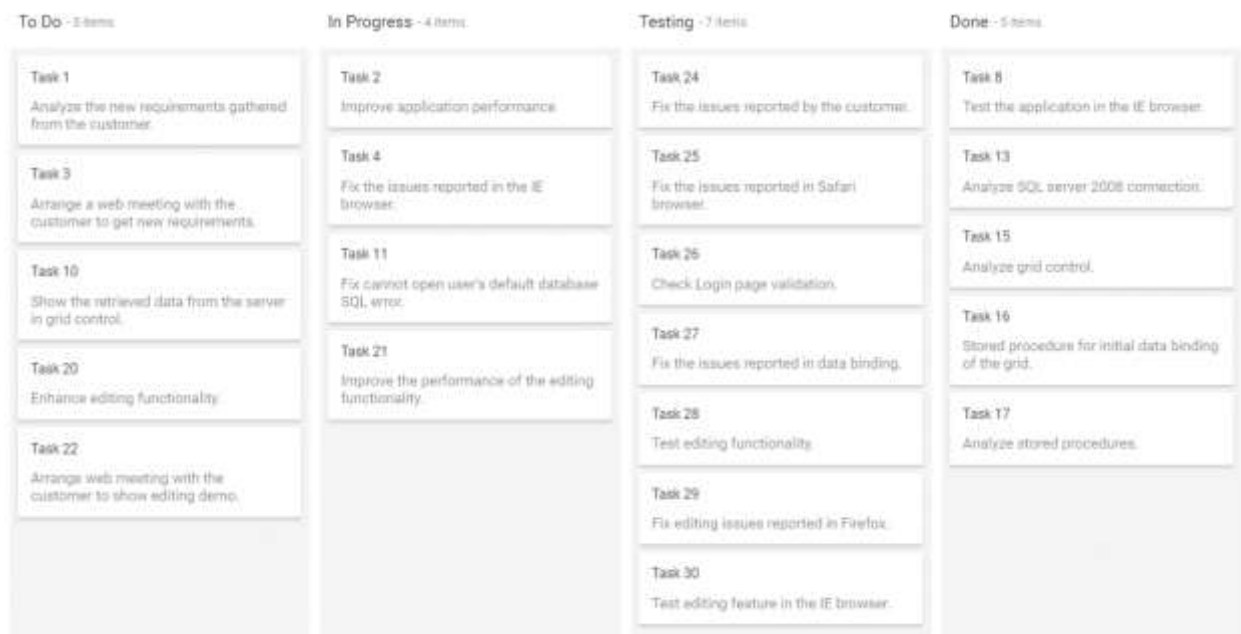 To Do - 5 items
Task 1
Analyze the new requirements gathered
from the customer.
Task 3
Arrange a web meeting with the
customer to get new requirements.
Task 10
Show the retrieved data from the server
in grid control.
Task 20
Enhance editing functionality.
Task 22
Arrange web meeting with the
customer to show editing demo.
In Progress - 4 items
Task 2
Improve application performance
Task 4
Fix the issues reported in the IE
browser.
Task 11
Fix cannot open user's default database
SQL error.
Task 21
Improve the performance of the editing
functionality.
Testing - 7 items
Task 24
Fix the issues reported by the customer.
Task 25
Fix the issues reported in Safari
browser.
Task 26
Check Login page validation.
Task 27
Fix the issues reported in data binding.
Task 28
Test editing functionality.
Task 29
Fix editing issues reported in Firefox.
Task 30
Test editing feature in the IE browser.
Done - 5 items
Task 8
Test the application in the IE browser.
Task 13
Analyze SQL server 2008 connection.
Task 15
Analyze grid control.
Task 16
Stored procedure for initial data binding
of the grid.
Task 17
Analyze stored procedures.